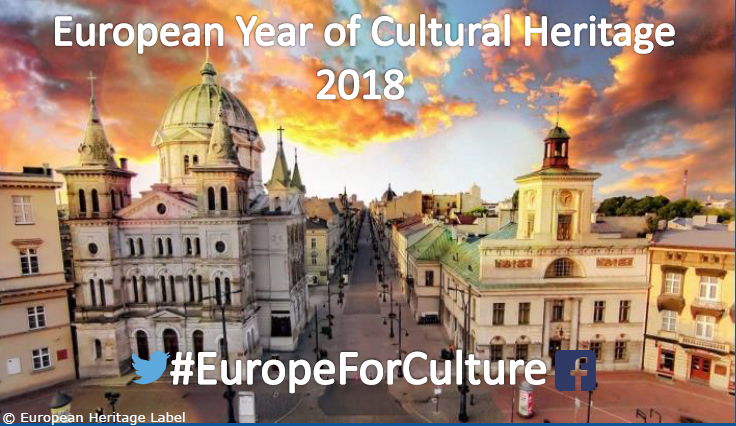 European Year of Cultural Heritage
2018
#EuropeForCulture
© European Heritage Label